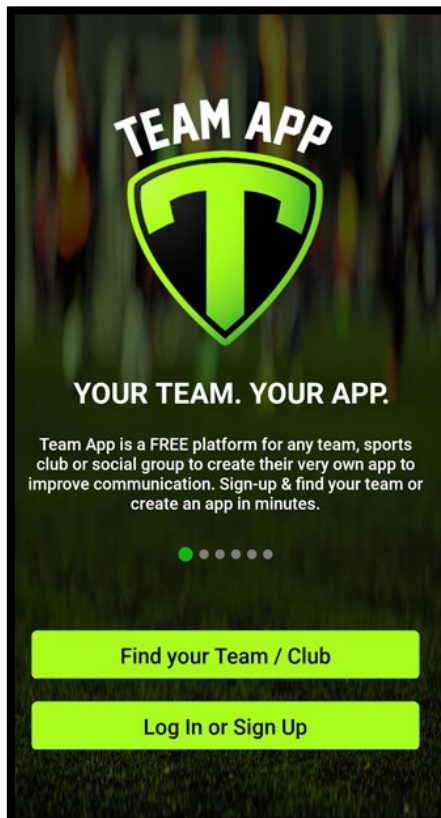 TEAM APP
T
YOUR TEAM. YOUR APP.
Team App is a FREE platform for any team, sports
club or social group to create their very own app to
improve communication. Sign-up & find your team or
create an app in minutes.
Find your Team / Club
Log In or Sign Up